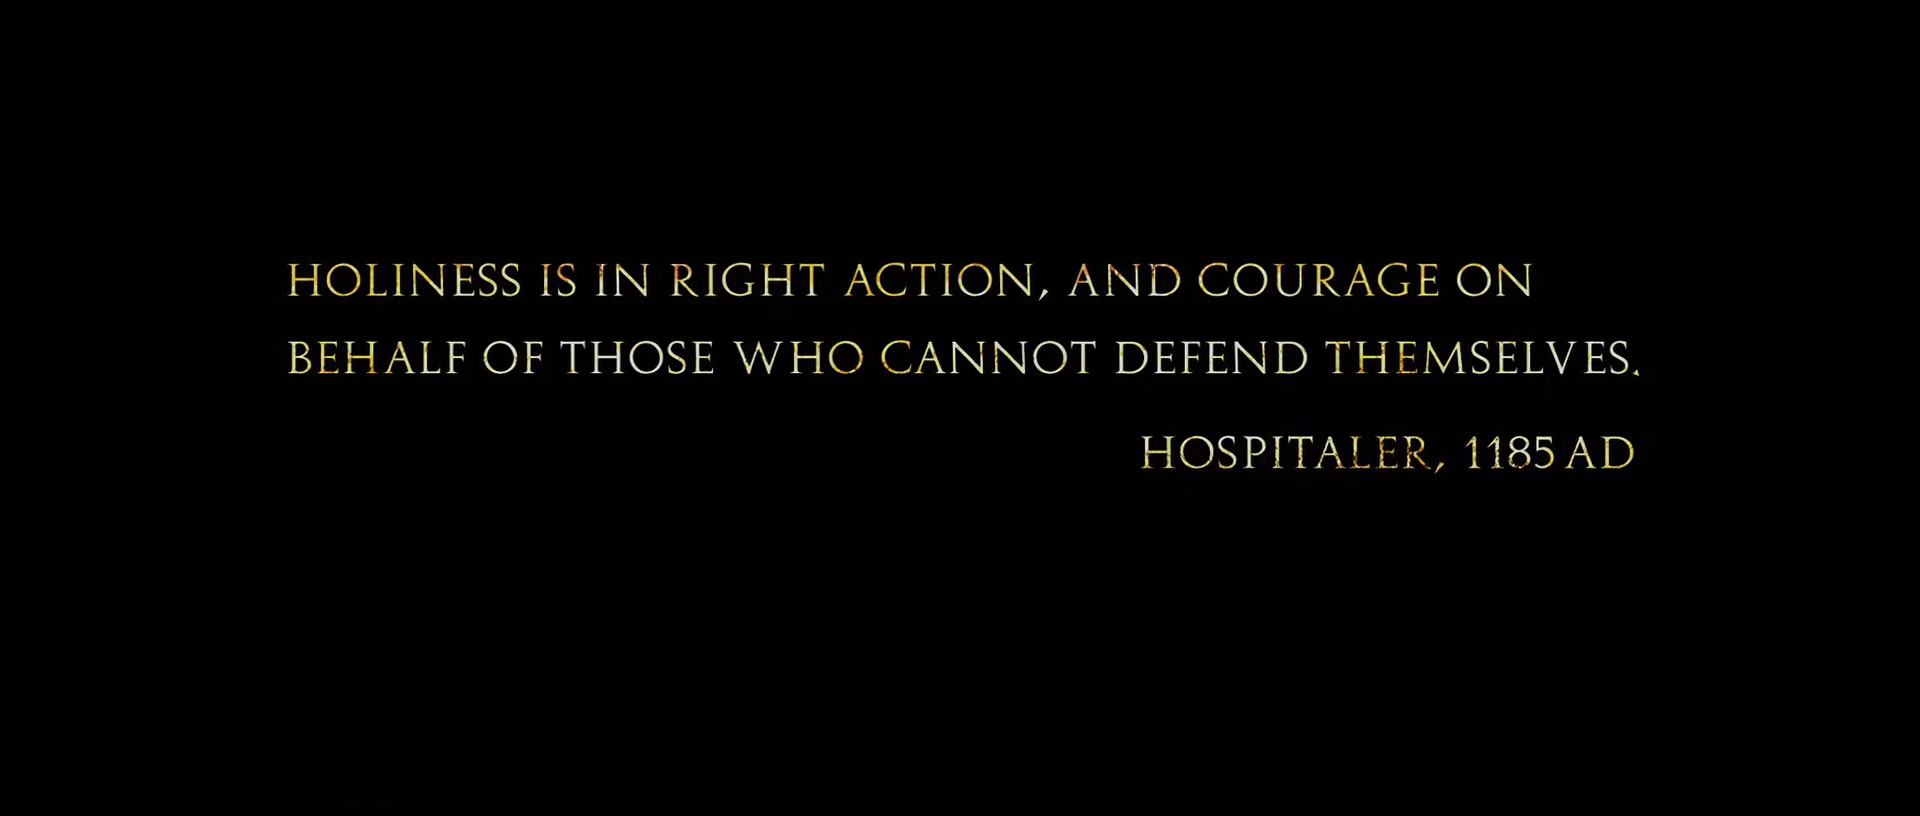 HOLINESS IS IN RIGHT ACTION, AND COURAGE ON
BEHALF OF THOSE WHO CANNOT DEFEND THEMSELVES.
HOSPITALER, 1185 AD